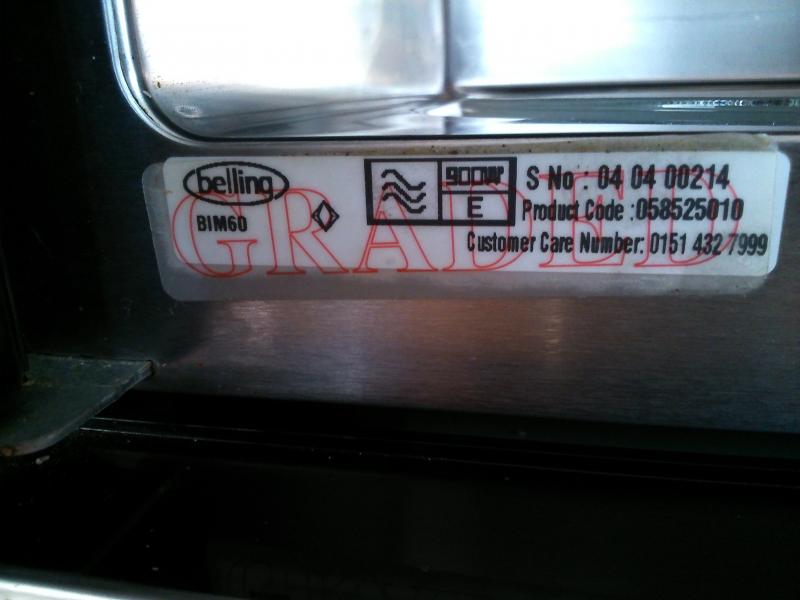 belling
BIM60
900W
E
S No : 04 04 00214
Product Code :058525010
Customer Care Number: 0151 432 7999
GRADED